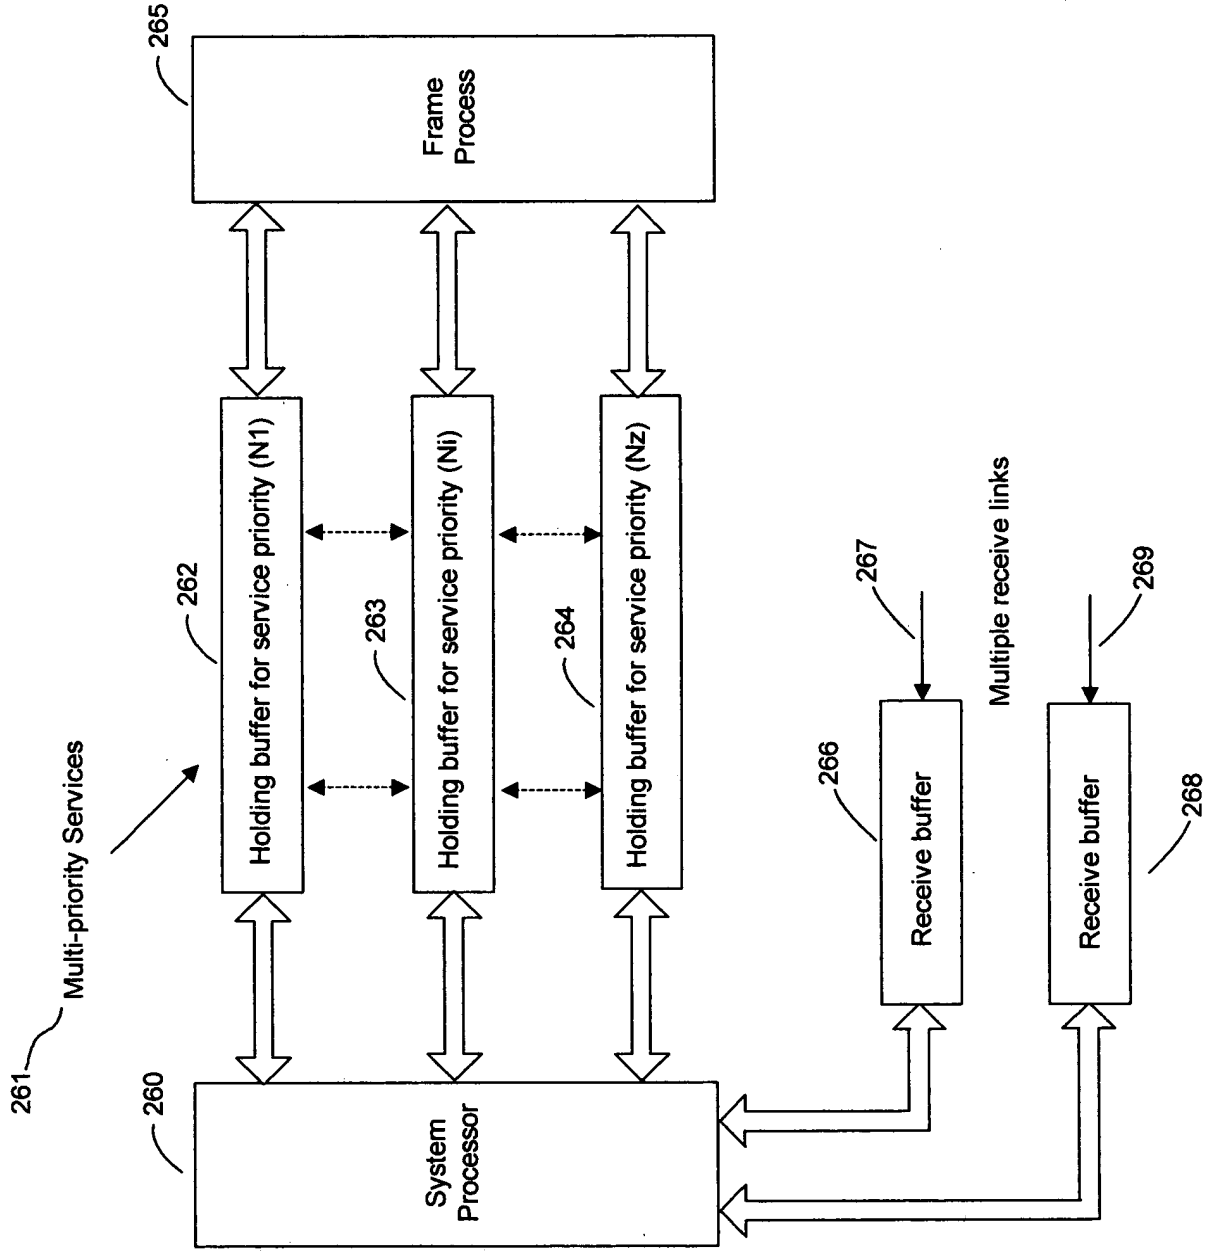 261
Multi-priority Services
260
System
Processor
262
Holding buffer for service priority (N1)
263
Holding buffer for service priority (Ni)
264
Holding buffer for service priority (Nz)
265
Frame
Process
266
Receive buffer
267
Multiple receive links
268
Receive buffer
269